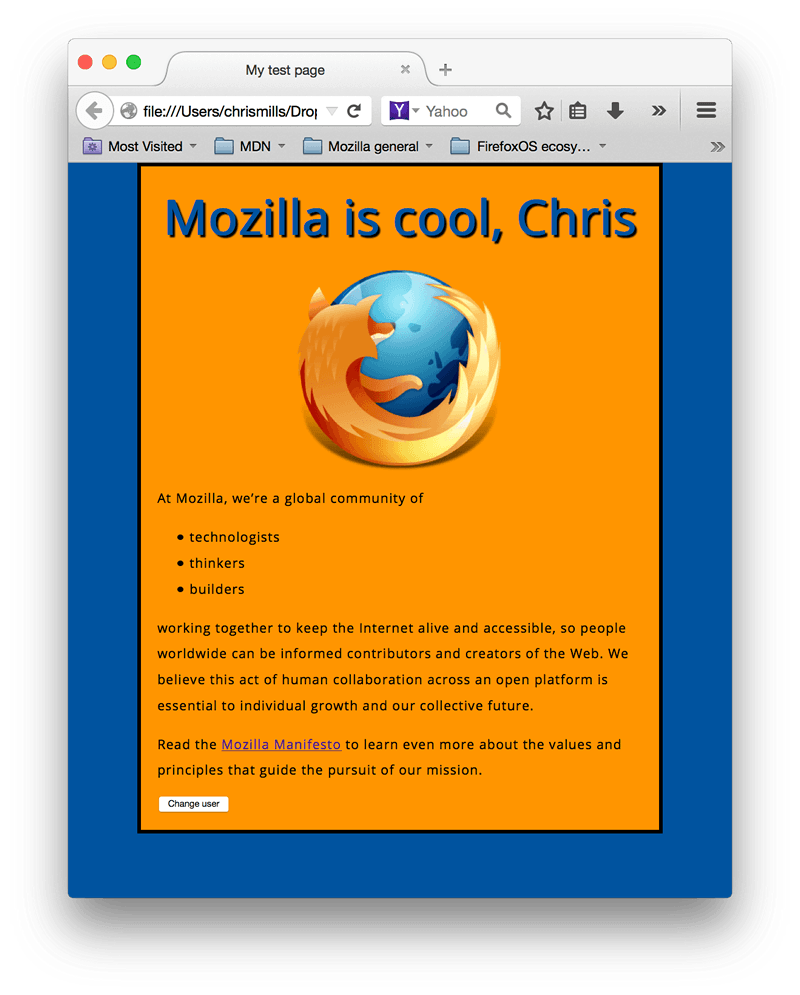 My test page
file:///Users/chrismills/Drop
Y Yahoo
Most Visited MDN Mozilla general FirefoxOS ecosy...
Mozilla is cool, Chris
At Mozilla, we’re a global community of
• technologists
• thinkers
• builders
working together to keep the Internet alive and accessible, so people
worldwide can be informed contributors and creators of the Web. We
believe this act of human collaboration across an open platform is
essential to individual growth and our collective future.
Read the Mozilla Manifesto to learn even more about the values and
principles that guide the pursuit of our mission.
Change user